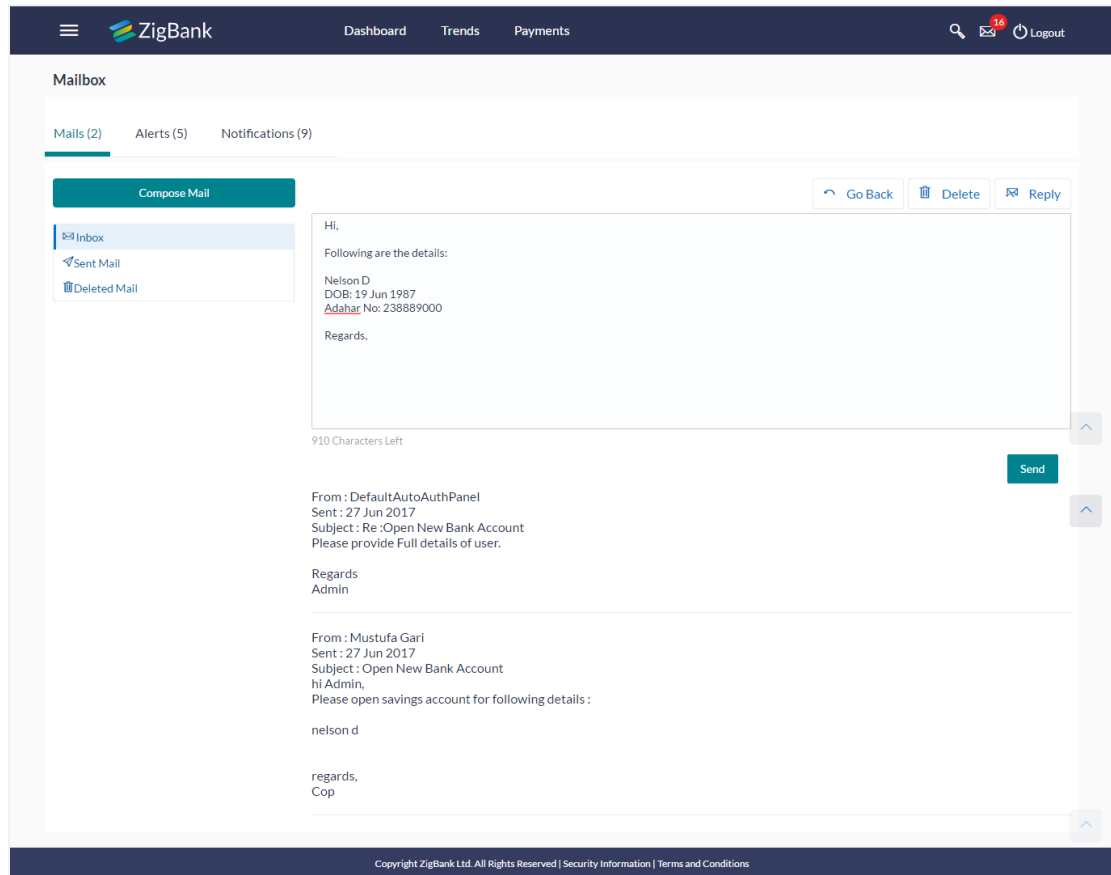 ZigBank Dashboard Trends Payments 16 Logout
Mailbox
Mails (2) Alerts (5) Notifications (9)
Compose Mail
Go Back Delete Reply
Inbox
Sent Mail
Deleted Mail
Hi,
Following are the details:
Nelson D
DOB: 19 Jun 1987
Adahar No: 238889000
Regards,
910 Characters Left
Send
From : DefaultAutoAuthPanel
Sent : 27 Jun 2017
Subject : Re :Open New Bank Account
Please provide Full details of user.
Regards
Admin
From : Mustufa Gari
Sent : 27 Jun 2017
Subject : Open New Bank Account
hi Admin,
Please open savings account for following details :
nelson d
regards,
Cop
Copyright ZigBank Ltd. All Rights Reserved | Security Information | Terms and Conditions